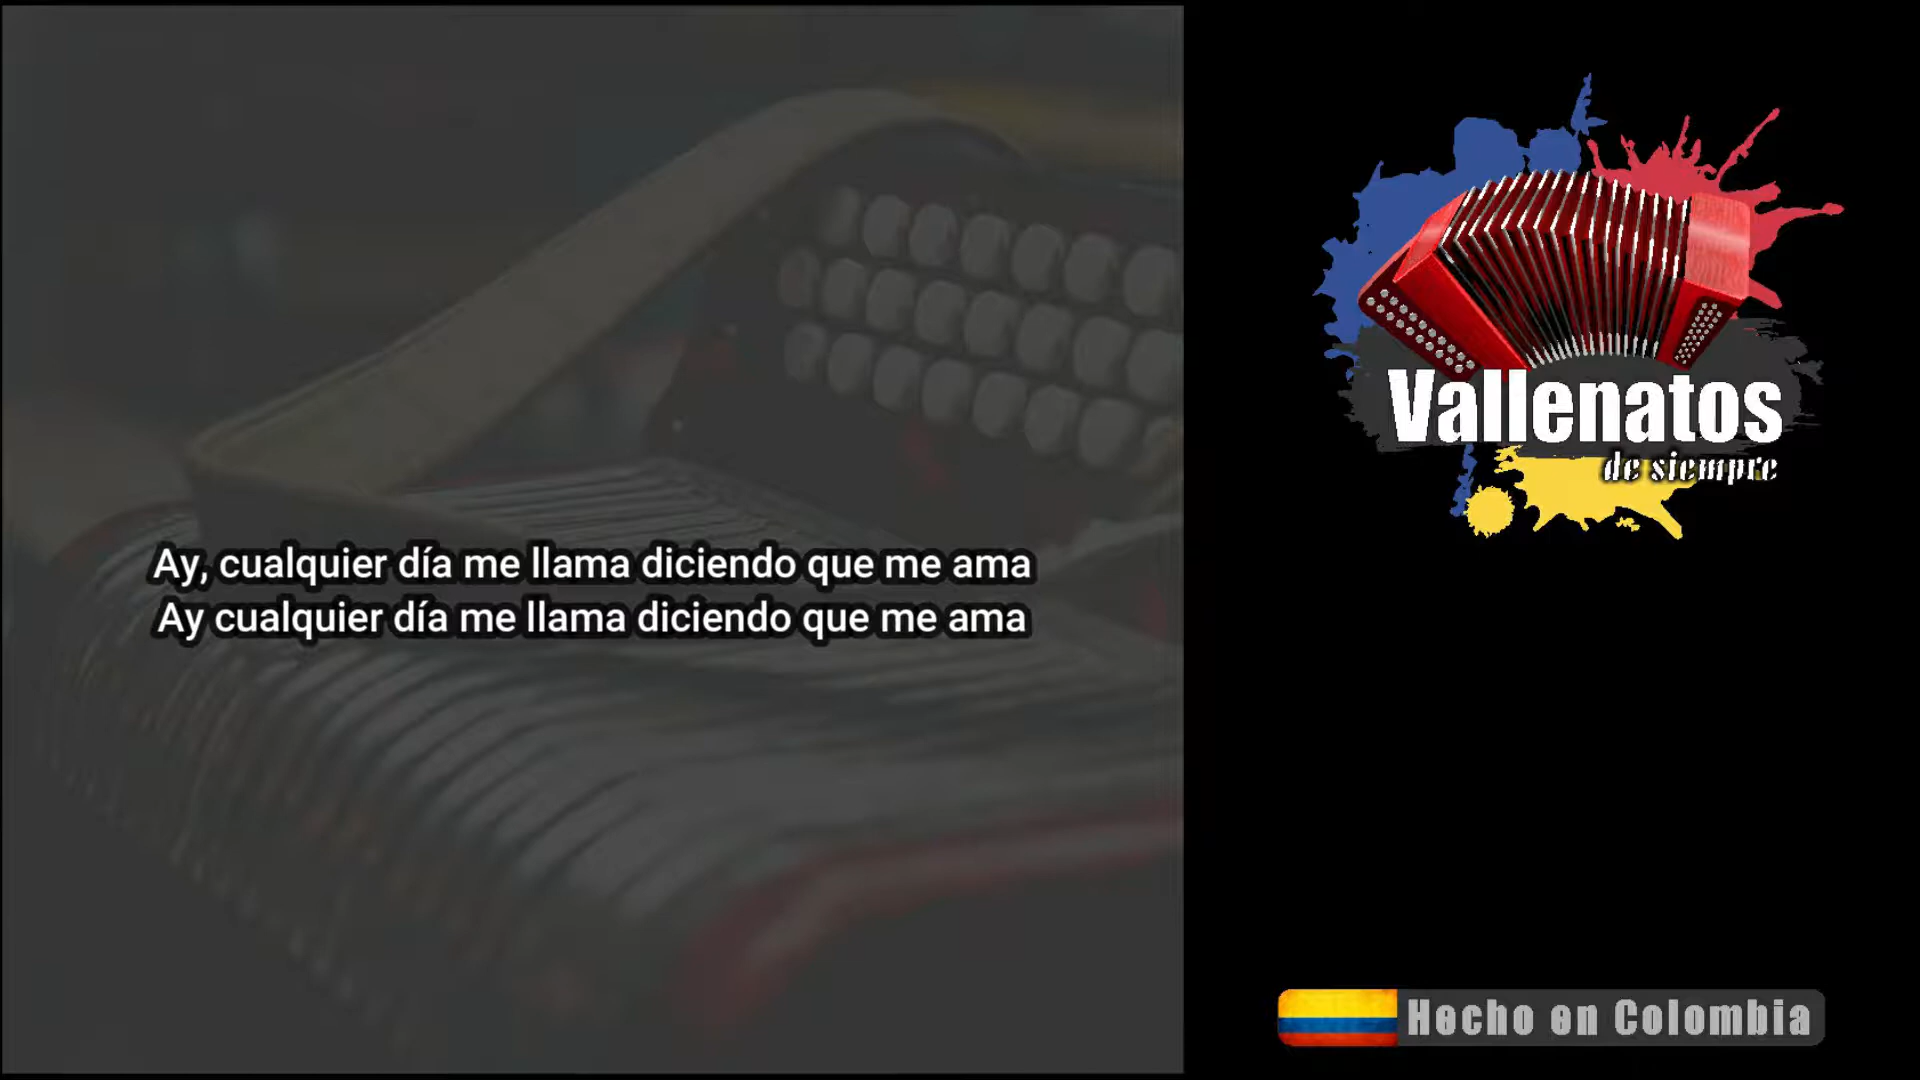 Ay, cualquier día me llama diciendo que me ama
Ay cualquier día me llama diciendo que me ama
Vallenatos
de siempre
Hecho en Colombia